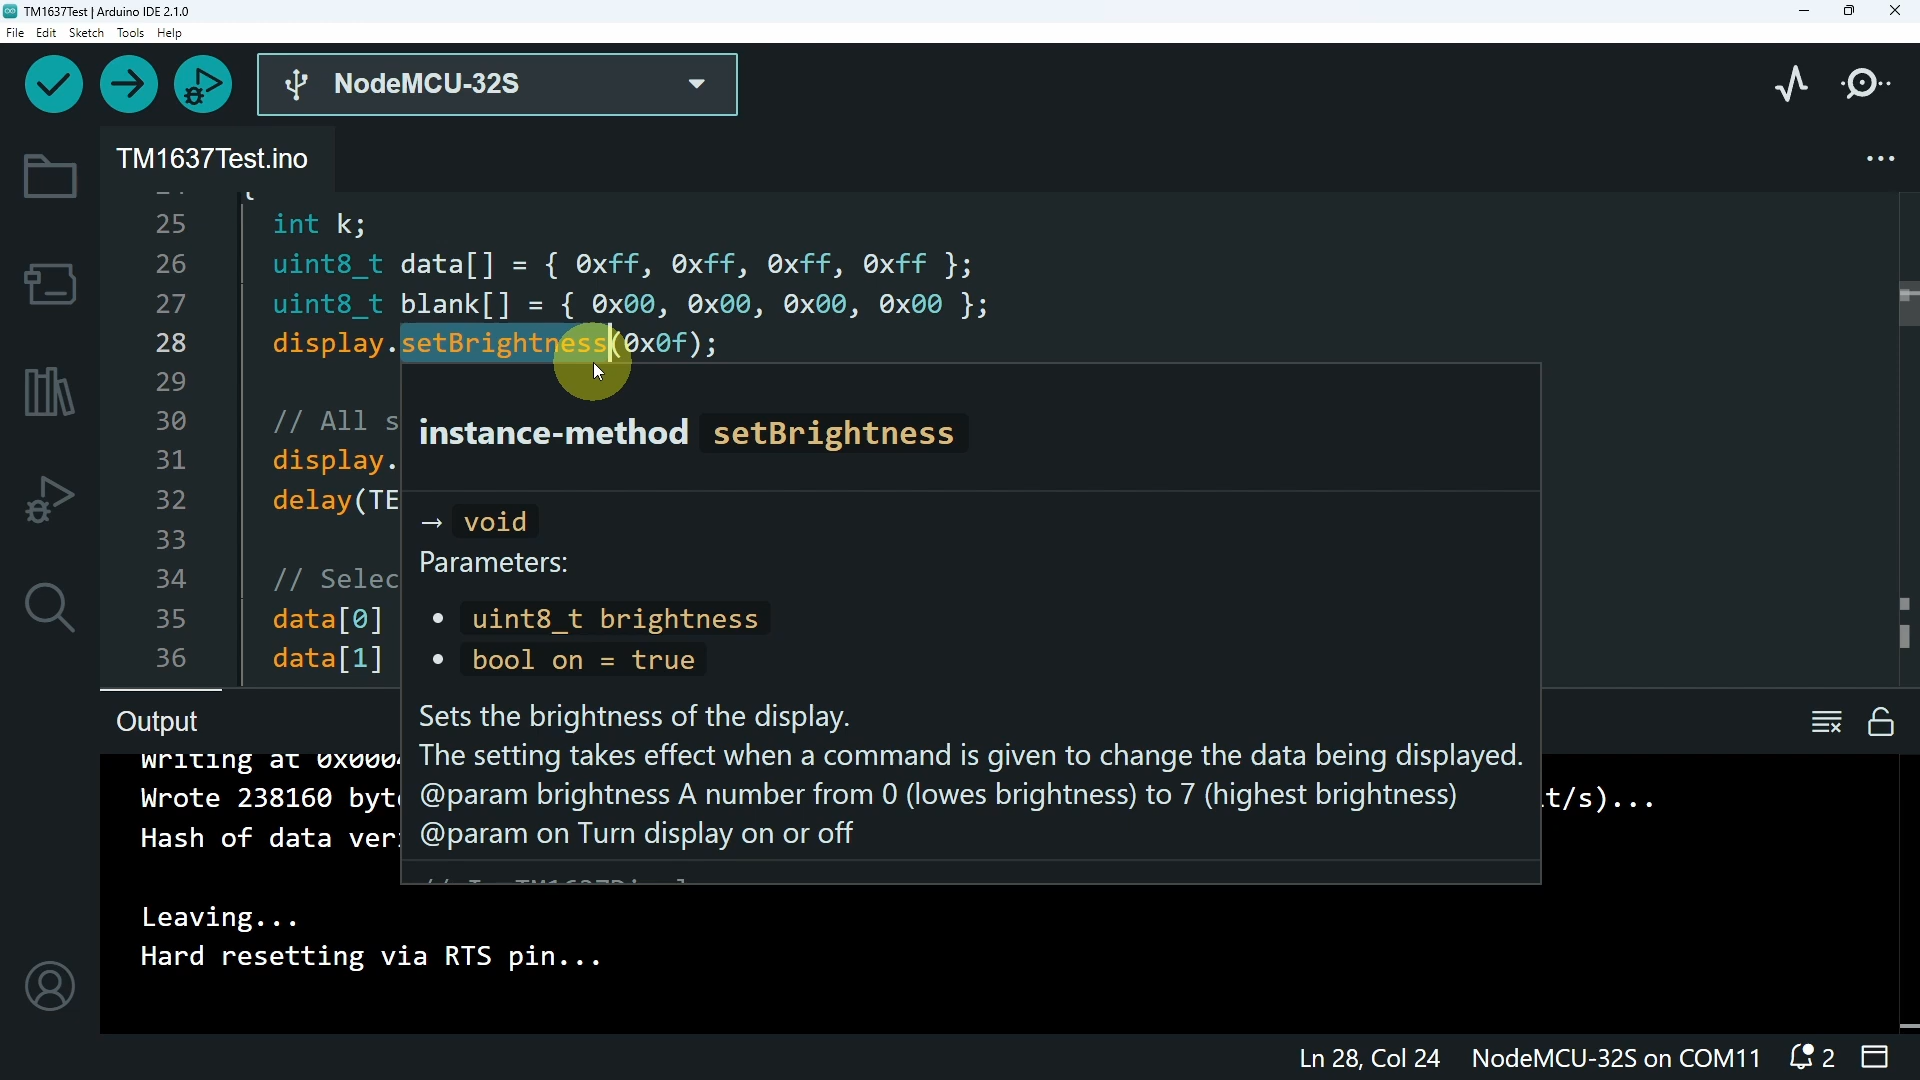 TM1637Test | Arduino IDE 2.1.0
File Edit Sketch Tools Help
NodeMCU-32S
TM1637Test.ino
25 int k;
26 uint8_t data[] = { 0xff, 0xff, 0xff, 0xff };
27 uint8_t blank[] = { 0x00, 0x00, 0x00, 0x00 };
28 display.setBrightness(0x0f);
29
30 // All s
31 display.
32 delay(TE
33
34 // Selec
35 data[0]
36 data[1]
instance-method setBrightness
→ void
Parameters:
• uint8_t brightness
• bool on = true
Sets the brightness of the display.
The setting takes effect when a command is given to change the data being displayed.
@param brightness A number from 0 (lowes brightness) to 7 (highest brightness)
@param on Turn display on or off
Output
Writing at 0x000
Wrote 238160 byt t/s)...
Hash of data ver
Leaving...
Hard resetting via RTS pin...
Ln 28, Col 24 NodeMCU-32S on COM11 2